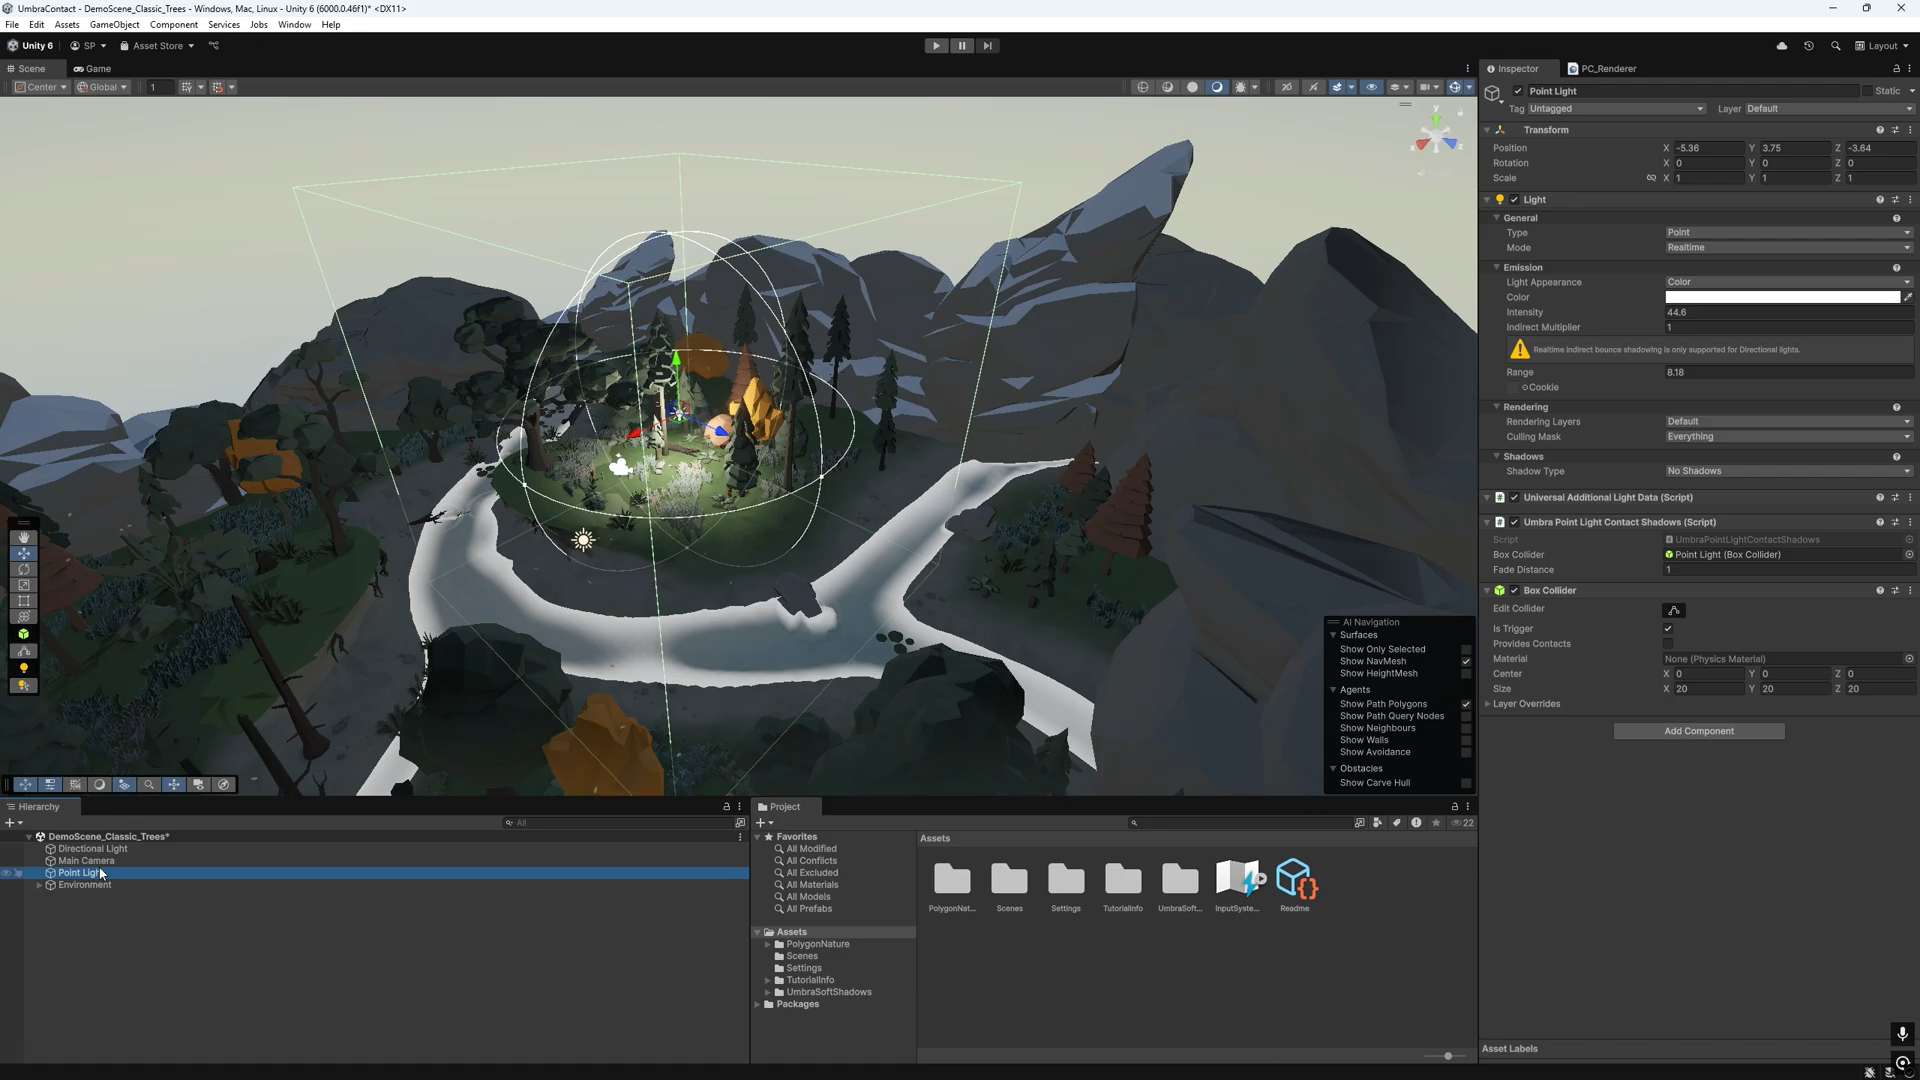 UmbraContact - DemoScene_Classic_Trees - Windows, Mac, Linux - Unity 6 (6000.0.46f1)* <DX11>
File Edit Assets GameObject Component Services Jobs Window Help
Unity 6 SP Asset Store Layout
Scene Game
Center Global 1
y
x z
Inspector PC_Renderer
Point Light Static
Tag Untagged Layer Default
Transform
Position X -5.36 Y 3.75 Z -3.64
Rotation X 0 Y 0 Z 0
Scale X 1 Y 1 Z 1
Light
General
Type Point
Mode Realtime
Emission
Light Appearance Color
Color
Intensity 44.6
Indirect Multiplier 1
Realtime indirect bounce shadowing is only supported for Directional lights.
Range 8.18
Cookie
Rendering
Rendering Layers Default
Culling Mask Everything
Shadows
Shadow Type No Shadows
Universal Additional Light Data (Script)
Umbra Point Light Contact Shadows (Script)
Script UmbraPointLightContactShadows
Box Collider Point Light (Box Collider)
Fade Distance 1
Box Collider
Edit Collider
Is Trigger
Provides Contacts
Material None (Physics Material)
Center X 0 Y 0 Z 0
Size X 20 Y 20 Z 20
Layer Overrides
Add Component
Asset Labels
AI Navigation
Surfaces
Show Only Selected
Show NavMesh
Show HeightMesh
Agents
Show Path Polygons
Show Path Query Nodes
Show Neighbours
Show Walls
Show Avoidance
Obstacles
Show Carve Hull
Hierarchy
All
DemoScene_Classic_Trees*
Directional Light
Main Camera
Point Light
Environment
Project
22
Favorites
All Modified
All Conflicts
All Excluded
All Materials
All Models
All Prefabs
Assets
PolygonNature
Scenes
Settings
TutorialInfo
UmbraSoftShadows
Packages
Assets
PolygonNat... Scenes Settings TutorialInfo UmbraSoft... InputSyste... Readme